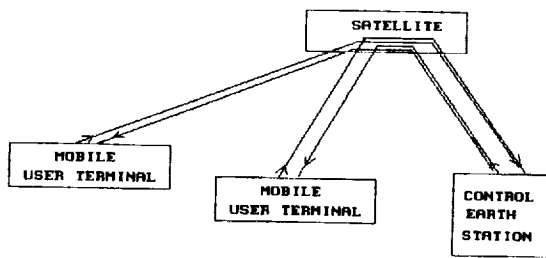 SATELLITE
MOBILE
USER TERMINAL
MOBILE
USER TERMINAL
CONTROL
EARTH
STATION